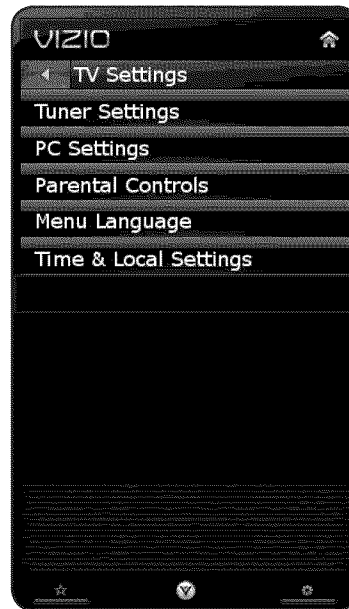 VIZIO
TV Settings
Tuner Settings
PC Settings
Parental Controls
Menu Language
Time & Local Settings